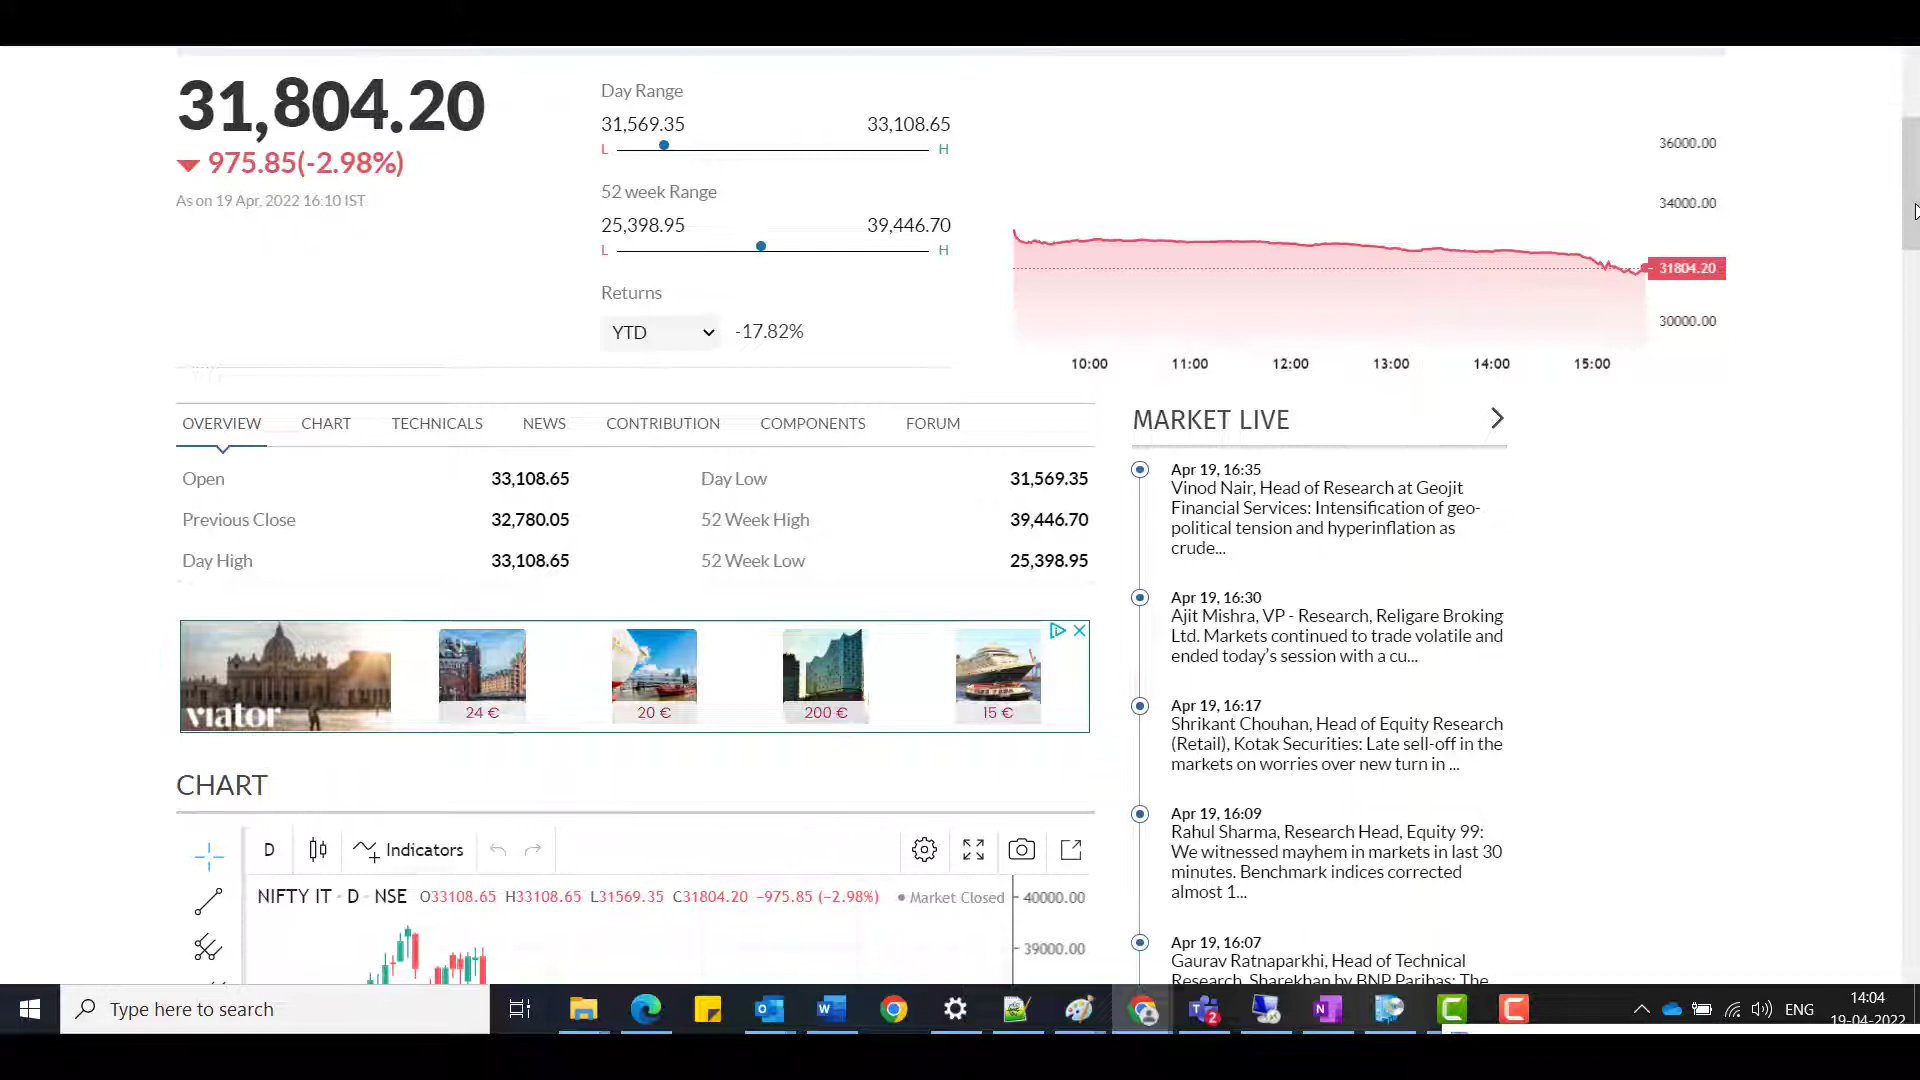 31,804.20
975.85(-2.98%)
As on 19 Apr, 2022 16:10 IST
Day Range
31,569.35 33,108.65
L H
52 week Range
25,398.95 39,446.70
L H
Returns
YTD -17.82%
36000.00
34000.00
31804.20
30000.00
10:00 11:00 12:00 13:00 14:00 15:00
OVERVIEW CHART TECHNICALS NEWS CONTRIBUTION COMPONENTS FORUM
Open 33,108.65 Day Low 31,569.35
Previous Close 32,780.05 52 Week High 39,446.70
Day High 33,108.65 52 Week Low 25,398.95
viator
24 € 20 € 200 € 15 €
CHART
D Indicators
NIFTY IT - D - NSE O33108.65 H33108.65 L31569.35 C31804.20 -975.85 (-2.98%) Market Closed
40000.00
39000.00
MARKET LIVE
Apr 19, 16:35
Vinod Nair, Head of Research at Geojit
Financial Services: Intensification of geo-
political tension and hyperinflation as
crude...
Apr 19, 16:30
Ajit Mishra, VP - Research, Religare Broking
Ltd. Markets continued to trade volatile and
ended today's session with a cu...
Apr 19, 16:17
Shrikant Chouhan, Head of Equity Research
(Retail), Kotak Securities: Late sell-off in the
markets on worries over new turn in ...
Apr 19, 16:09
Rahul Sharma, Research Head, Equity 99:
We witnessed mayhem in markets in last 30
minutes. Benchmark indices corrected
almost 1...
Apr 19, 16:07
Gaurav Ratnaparkhi, Head of Technical
Research, Sharekhan by BNP Paribas: The
Type here to search
2
ENG
14:04
19-04-2022